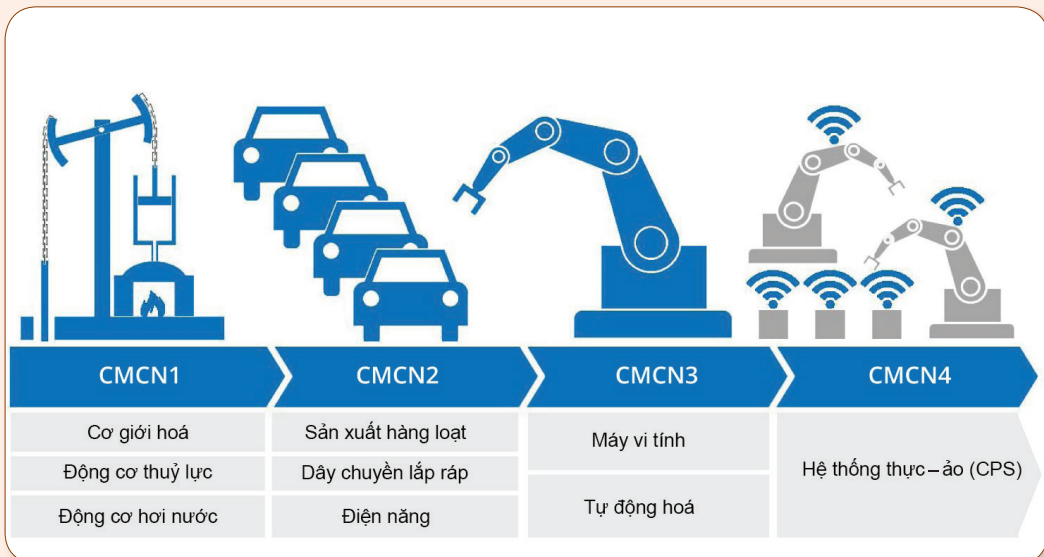 CMCN1
CMCN2
CMCN3
CMCN4
Cơ giới hoá
Động cơ thuỷ lực
Động cơ hơi nước
Sản xuất hàng loạt
Dây chuyền lắp ráp
Điện năng
Máy vi tính
Tự động hoá
Hệ thống thực – ảo (CPS)